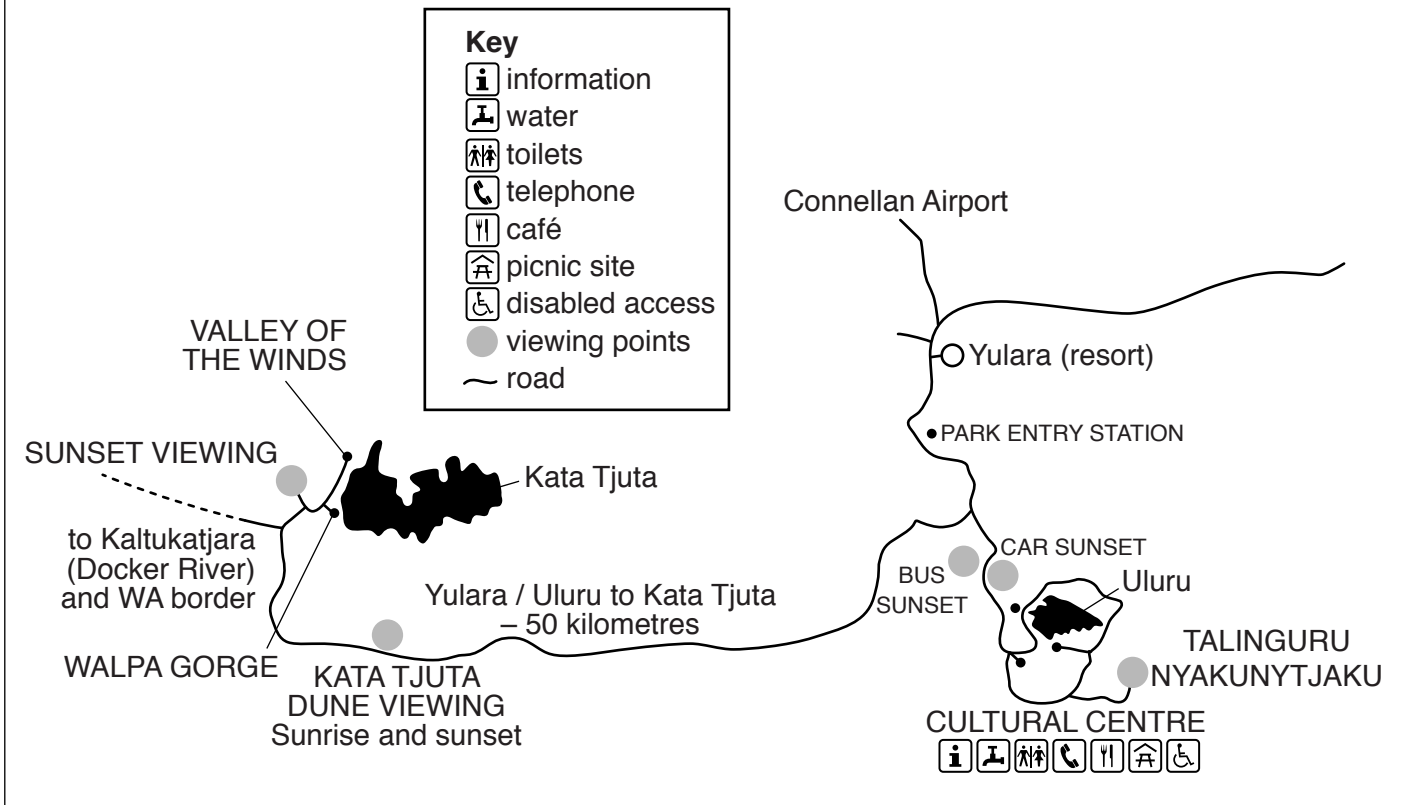 Key
information
water
toilets
telephone
café
picnic site
disabled access
viewing points
road
Connellan Airport
Yulara (resort)
PARK ENTRY STATION
VALLEY OF
THE WINDS
SUNSET VIEWING
Kata Tjuta
to Kaltukatjara
(Docker River)
and WA border
WALPA GORGE
Yulara / Uluru to Kata Tjuta
– 50 kilometres
KATA TJUTA
DUNE VIEWING
Sunrise and sunset
BUS
SUNSET
CAR SUNSET
Uluru
TALINGURU
NYAKUNYTJAKU
CULTURAL CENTRE